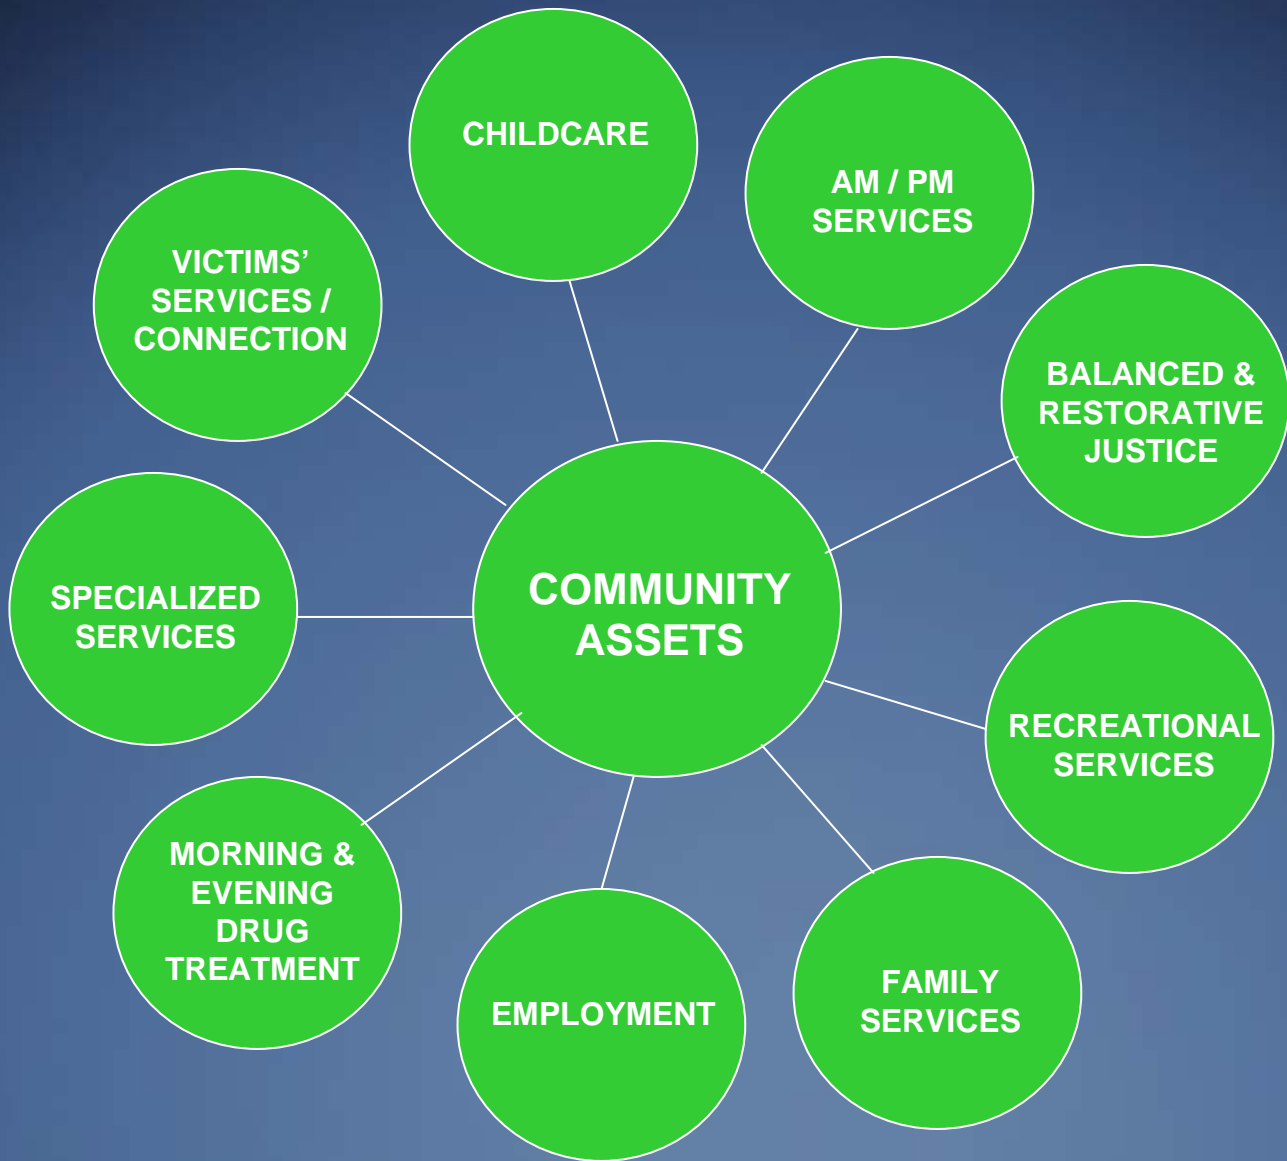 CHILDCARE
AM / PM
SERVICES
VICTIMS’
SERVICES /
CONNECTION
BALANCED &
RESTORATIVE
JUSTICE
COMMUNITY
ASSETS
SPECIALIZED
SERVICES
RECREATIONAL
SERVICES
MORNING &
EVENING
DRUG
TREATMENT
EMPLOYMENT
FAMILY
SERVICES